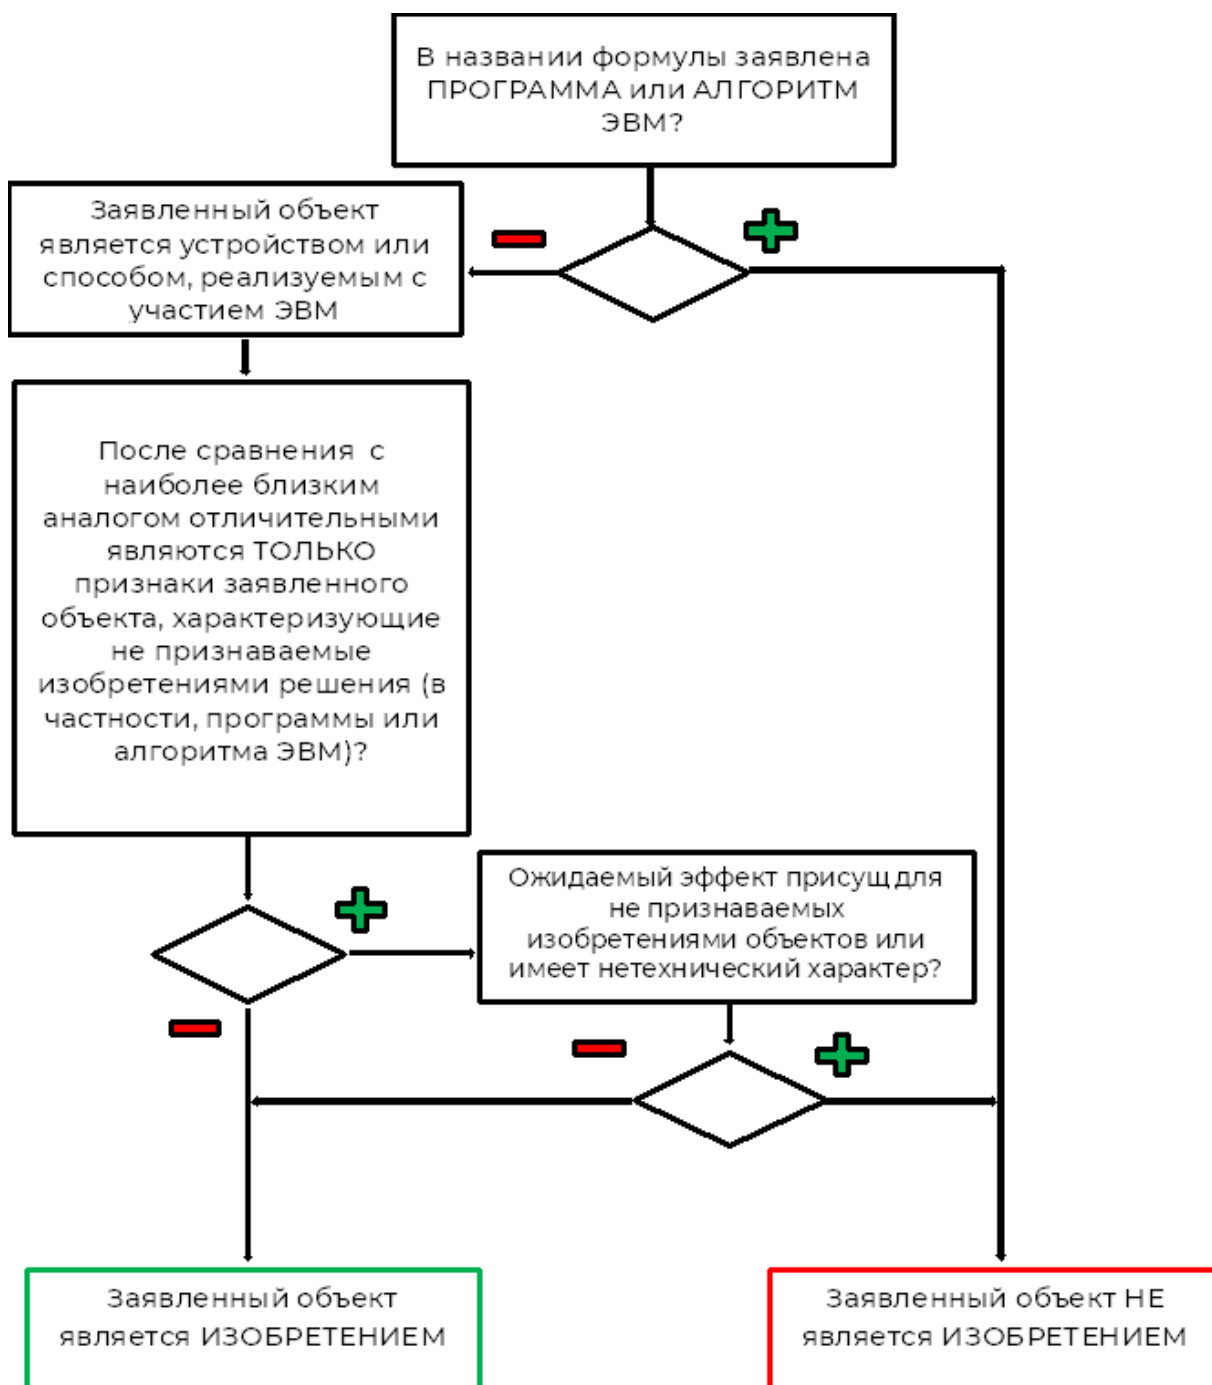 В названии формулы заявлена
ПРОГРАММА или АЛГОРИТМ
ЭВМ?
Заявленный объект
является устройством или
способом, реализуемым с
участием ЭВМ
После сравнения с
наиболее близким
аналогом отличительными
являются ТОЛЬКО
признаки заявленного
объекта, характеризующие
не признаваемые
изобретениями решения (в
частности, программы или
алгоритма ЭВМ)?
Ожидаемый эффект присущ для
не признаваемых
изобретениями объектов или
имеет нетехнический характер?
Заявленный объект
является ИЗОБРЕТЕНИЕМ
Заявленный объект НЕ
является ИЗОБРЕТЕНИЕМ